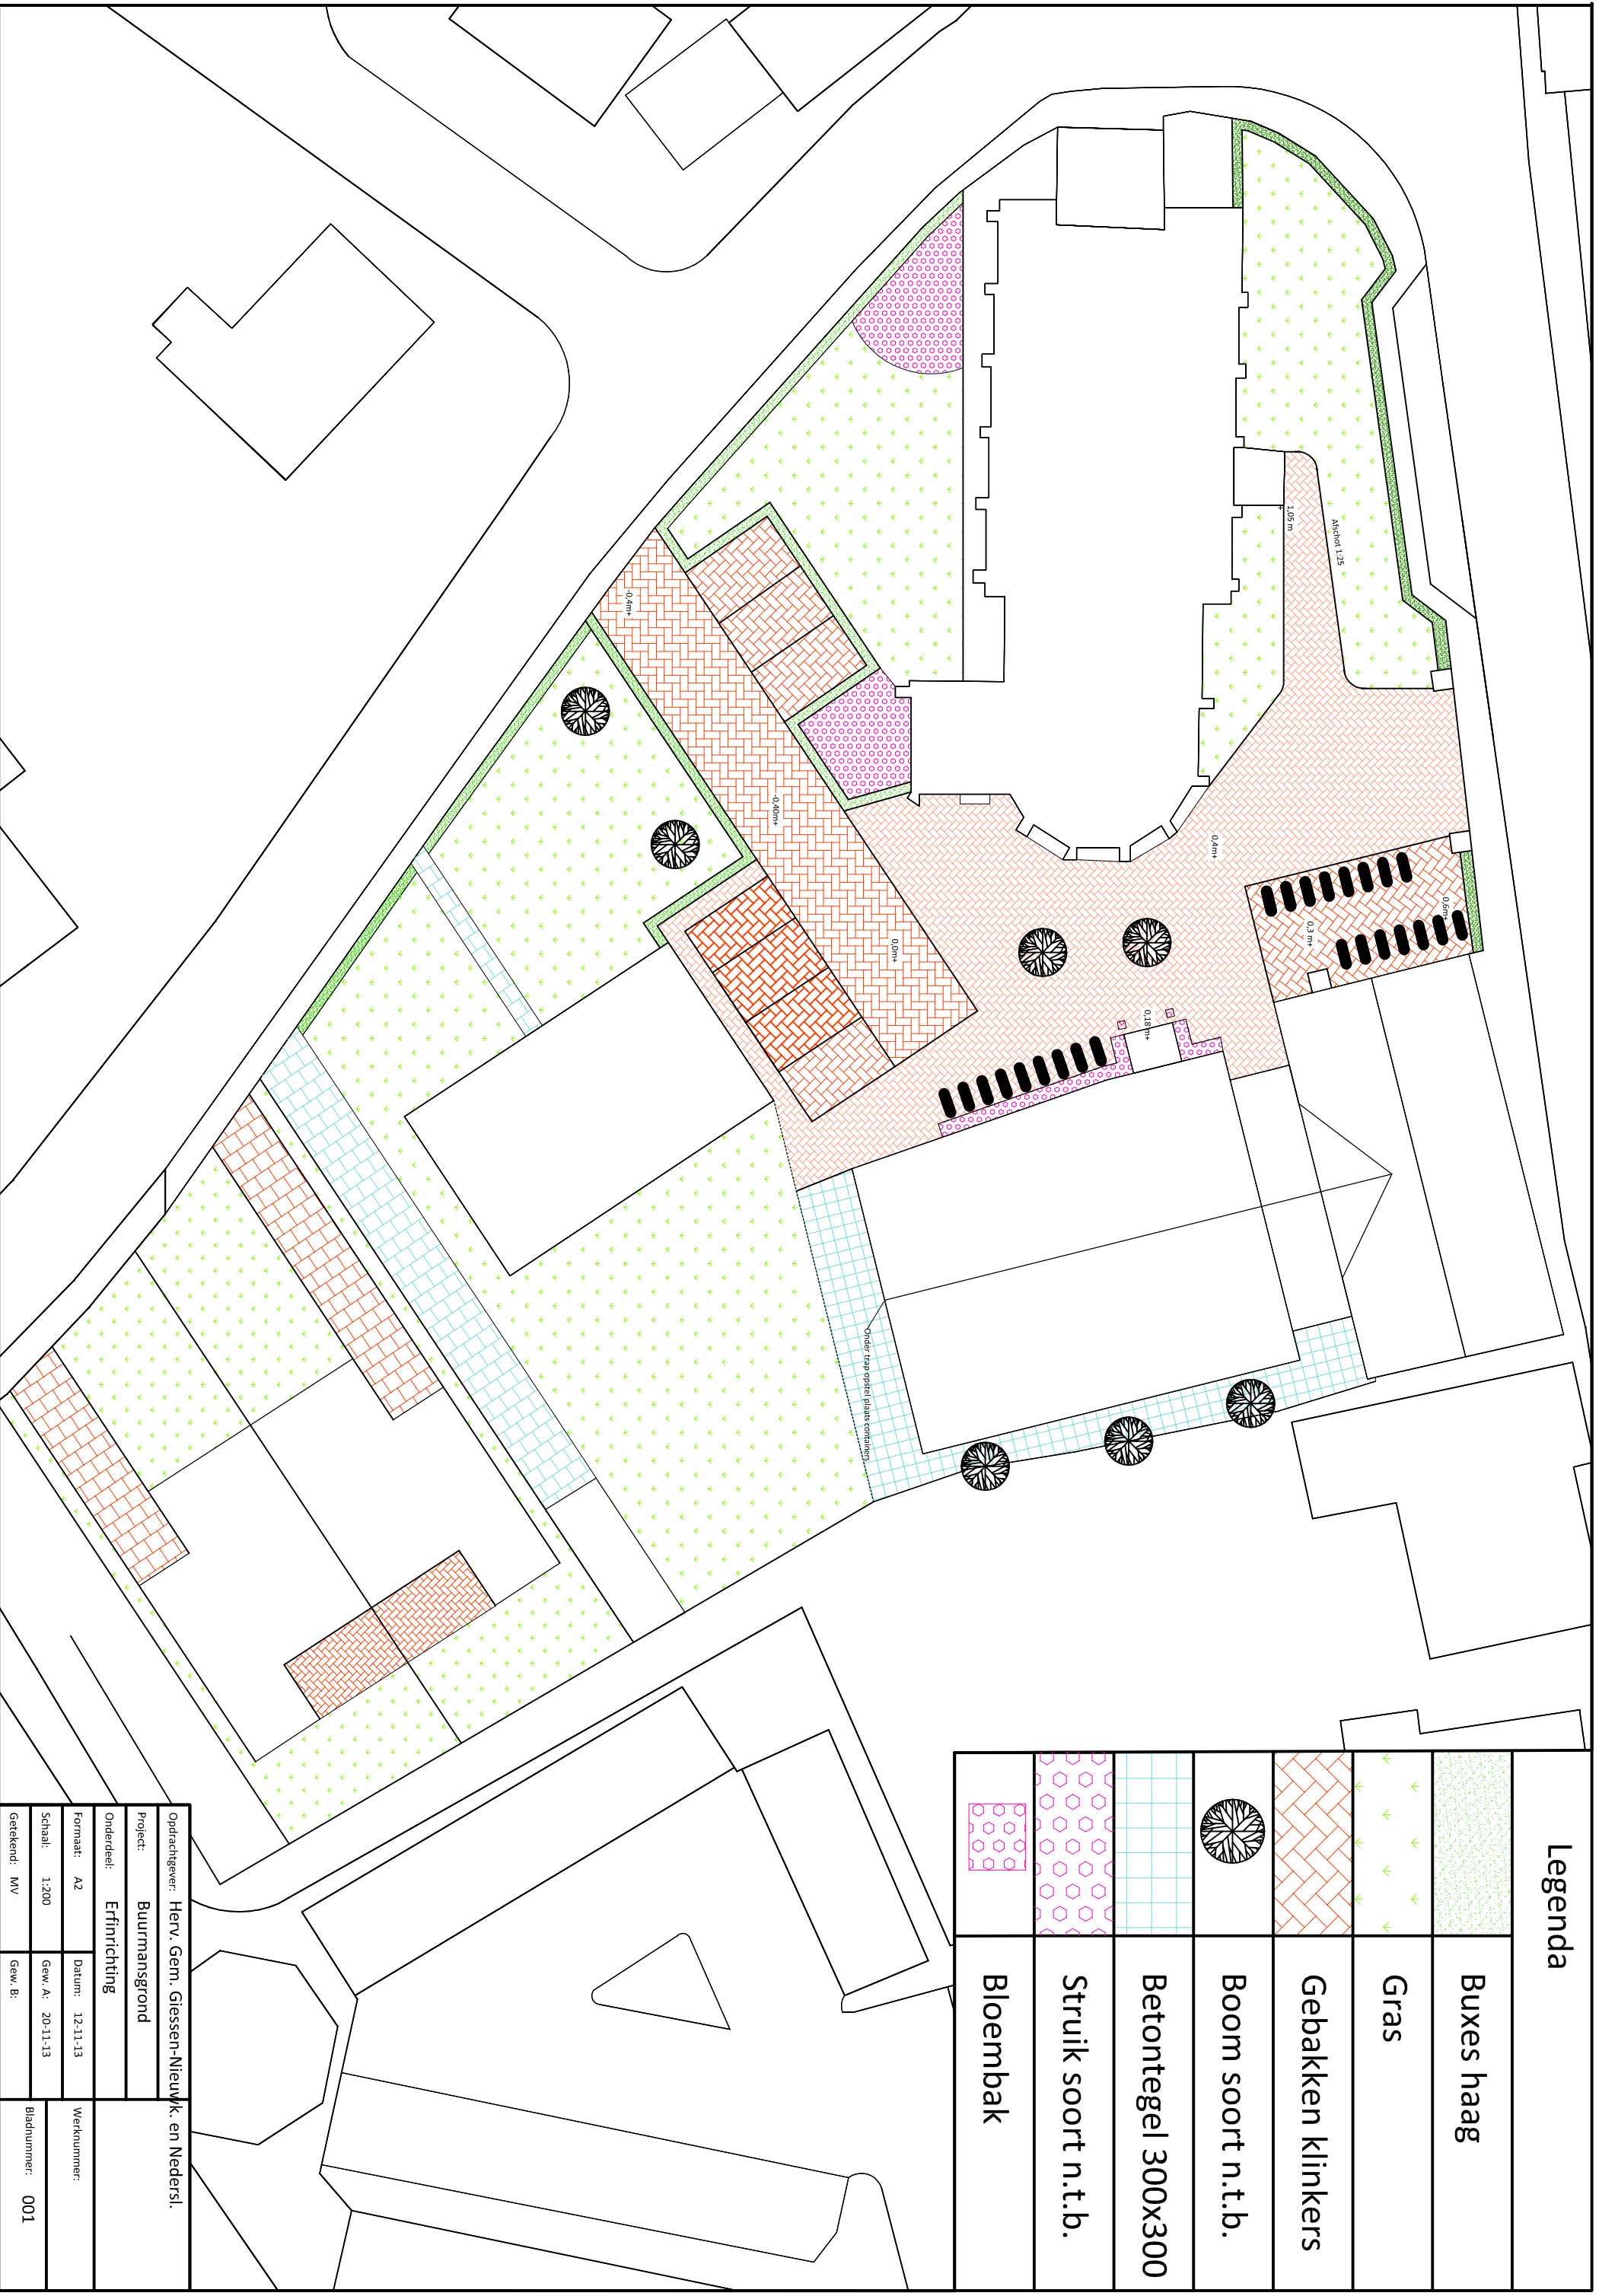 Legenda
Buxes haag
Gras
Gebakken klinkers
Boom soort n.t.b.
Betontegel 300x300
Struik soort n.t.b.
Bloembak
1,05 m
+
Afschot 1:25
-0,4m+
-0,40m+
0,0m+
0,4m+
0,3 m+
0,6m+
0,18 m+
Onder trap opstel plaats containers
Opdrachtgever: Herv. Gem. Giessen-Nieuwk. en Nedersl.
Project: Buurmansgrond
Onderdeel: Erfinrichting
Formaat: A2 Datum: 12-11-13 Werknummer:
Schaal: 1:200 Gew. A: 20-11-13
Getekend: MV Gew. B: Bladnummer: 001